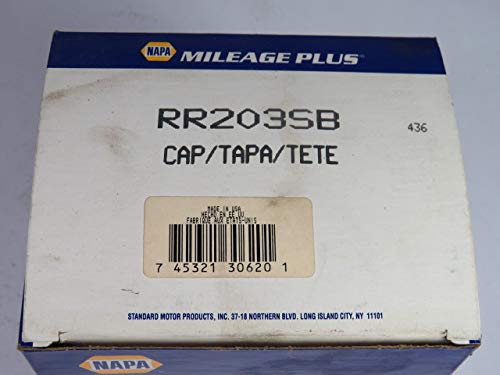 NAPA MILEAGE PLUS®
RR203SB
436
CAP/TAPA/TETE
MADE IN USA
HECHO EN EE UU
FABRIQUE AUX ETATS-UNIS
7 45321 30620 1
STANDARD MOTOR PRODUCTS, INC. 37-18 NORTHERN BLVD. LONG ISLAND CITY, NY 11101
NAPA